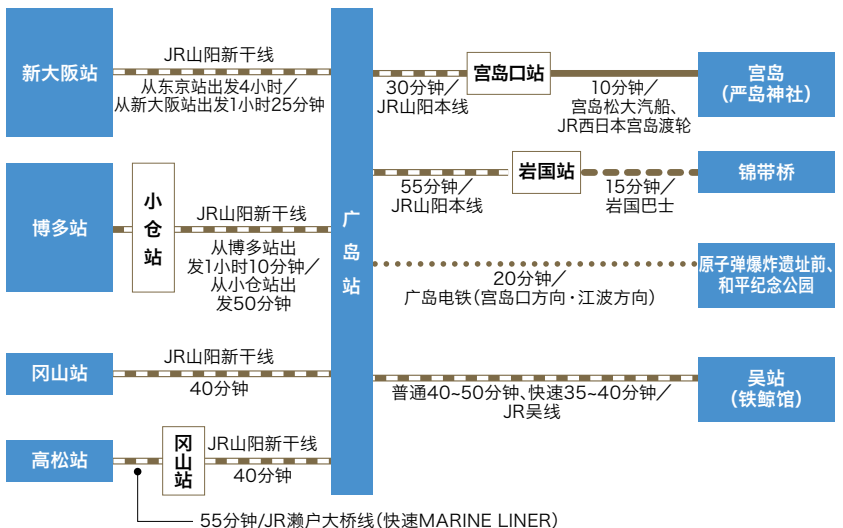 新大阪站
JR山阳新干线
从东京站出发4小时／
从新大阪站出发1小时25分钟
博多站
小仓站
JR山阳新干线
从博多站出
发1小时10分钟／
从小仓站出
发50分钟
冈山站
JR山阳新干线
40分钟
高松站
冈山站
JR山阳新干线
40分钟
55分钟/JR濑户大桥线(快速MARINE LINER)
广岛站
30分钟／
JR山阳本线
宫岛口站
10分钟／
宫岛松大汽船、
JR西日本宫岛渡轮
宫岛
(严岛神社)
55分钟／
JR山阳本线
岩国站
15分钟／
岩国巴士
锦带桥
20分钟／
广岛电铁(宫岛口方向·江波方向)
原子弹爆炸遗址前、
和平纪念公园
普通40~50分钟、快速35~40分钟／
JR吴线
吴站
(铁鲸馆)